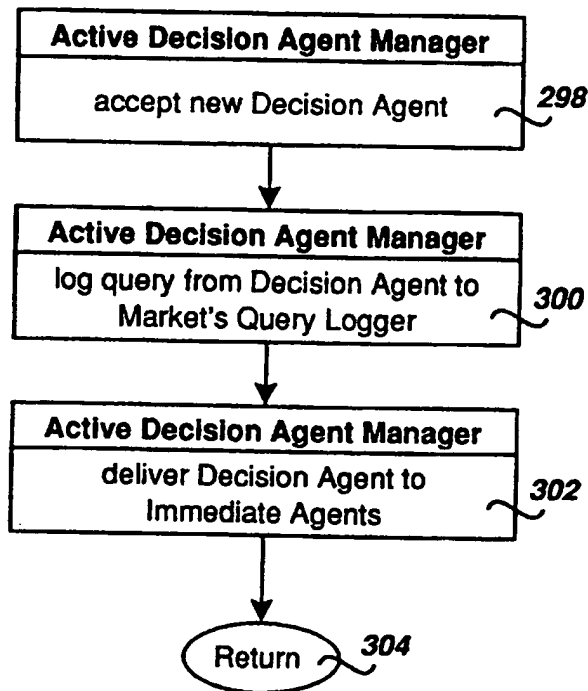 Active Decision Agent Manager
accept new Decision Agent
298
Active Decision Agent Manager
log query from Decision Agent to
Market's Query Logger
300
Active Decision Agent Manager
deliver Decision Agent to
Immediate Agents
302
Return
304